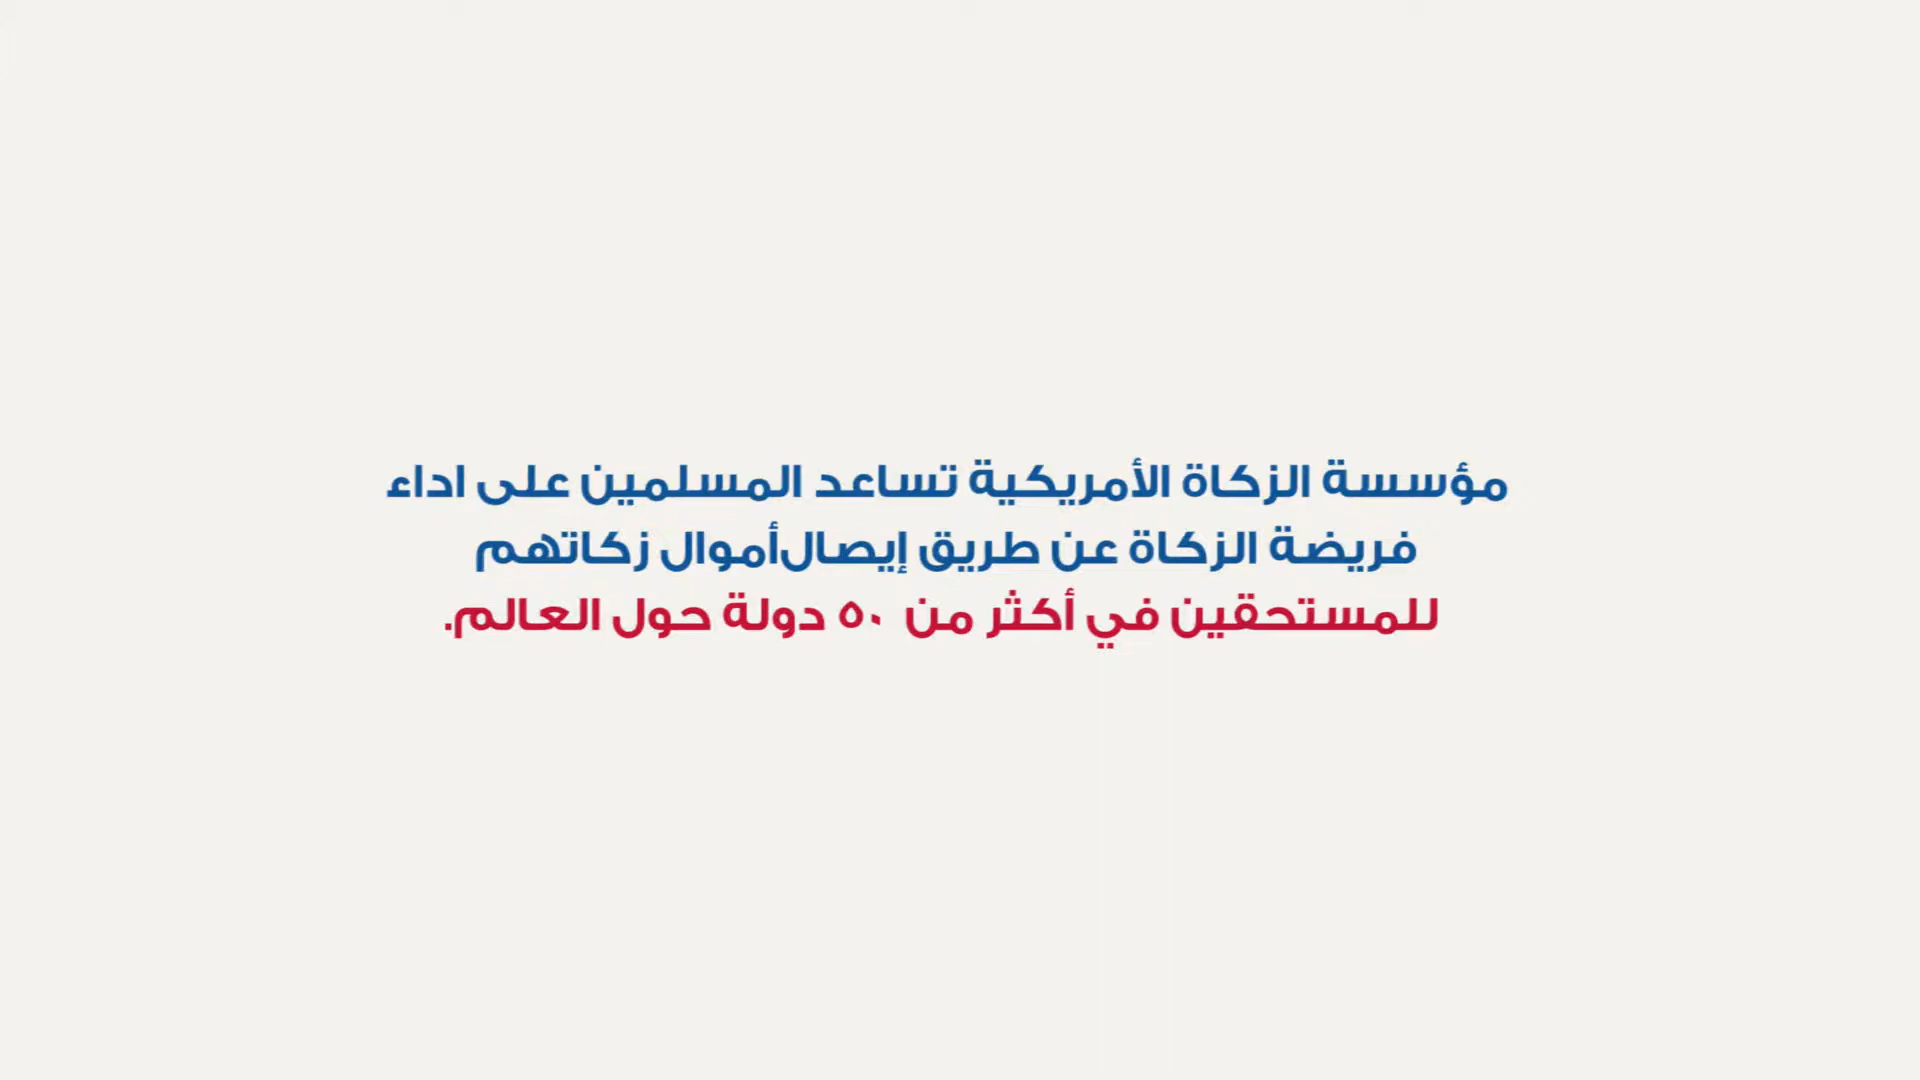 مؤسسة الزكاة الأمريكية تساعد المسلمين على اداء
فريضة الزكاة عن طريق إيصال أموال زكاتهم
للمستحقين في أكثر من ٥٠ دولة حول العالم.